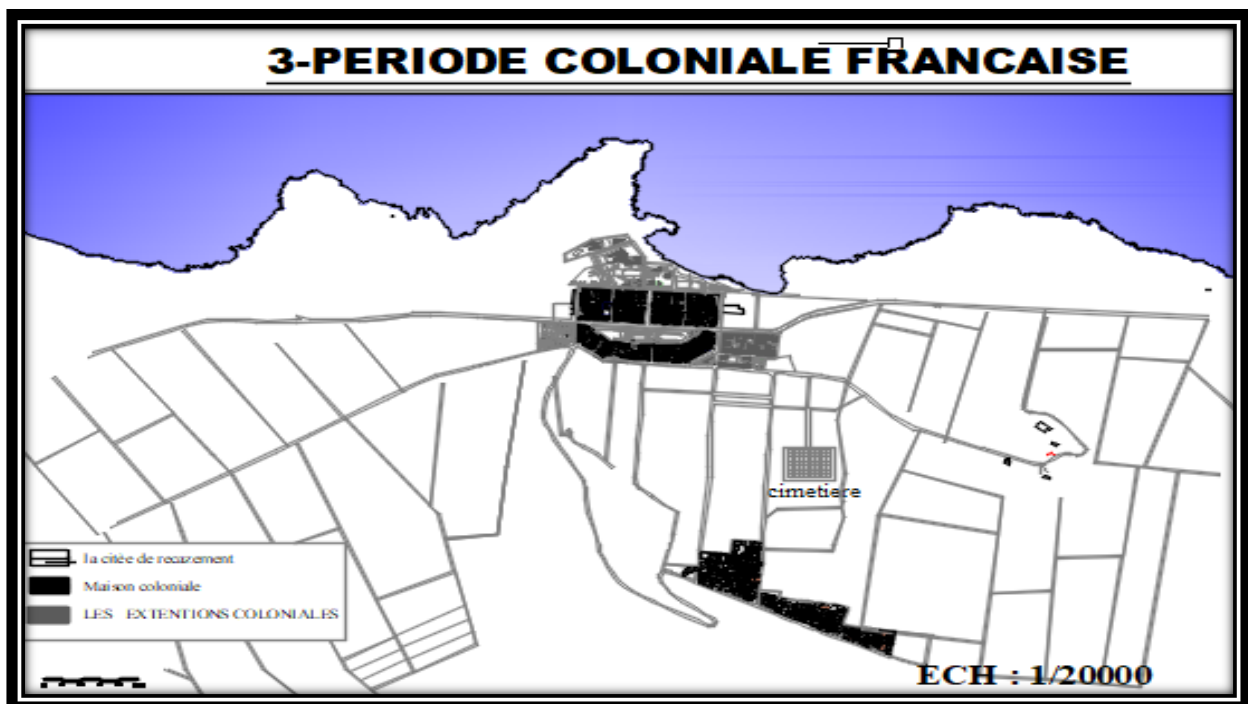 3-PERIODE COLONIALE FRANCAISE
cimetiere
la citée de recazement
Maison coloniale
LES EXTENTIONS COLONIALES
ECH : 1/20000